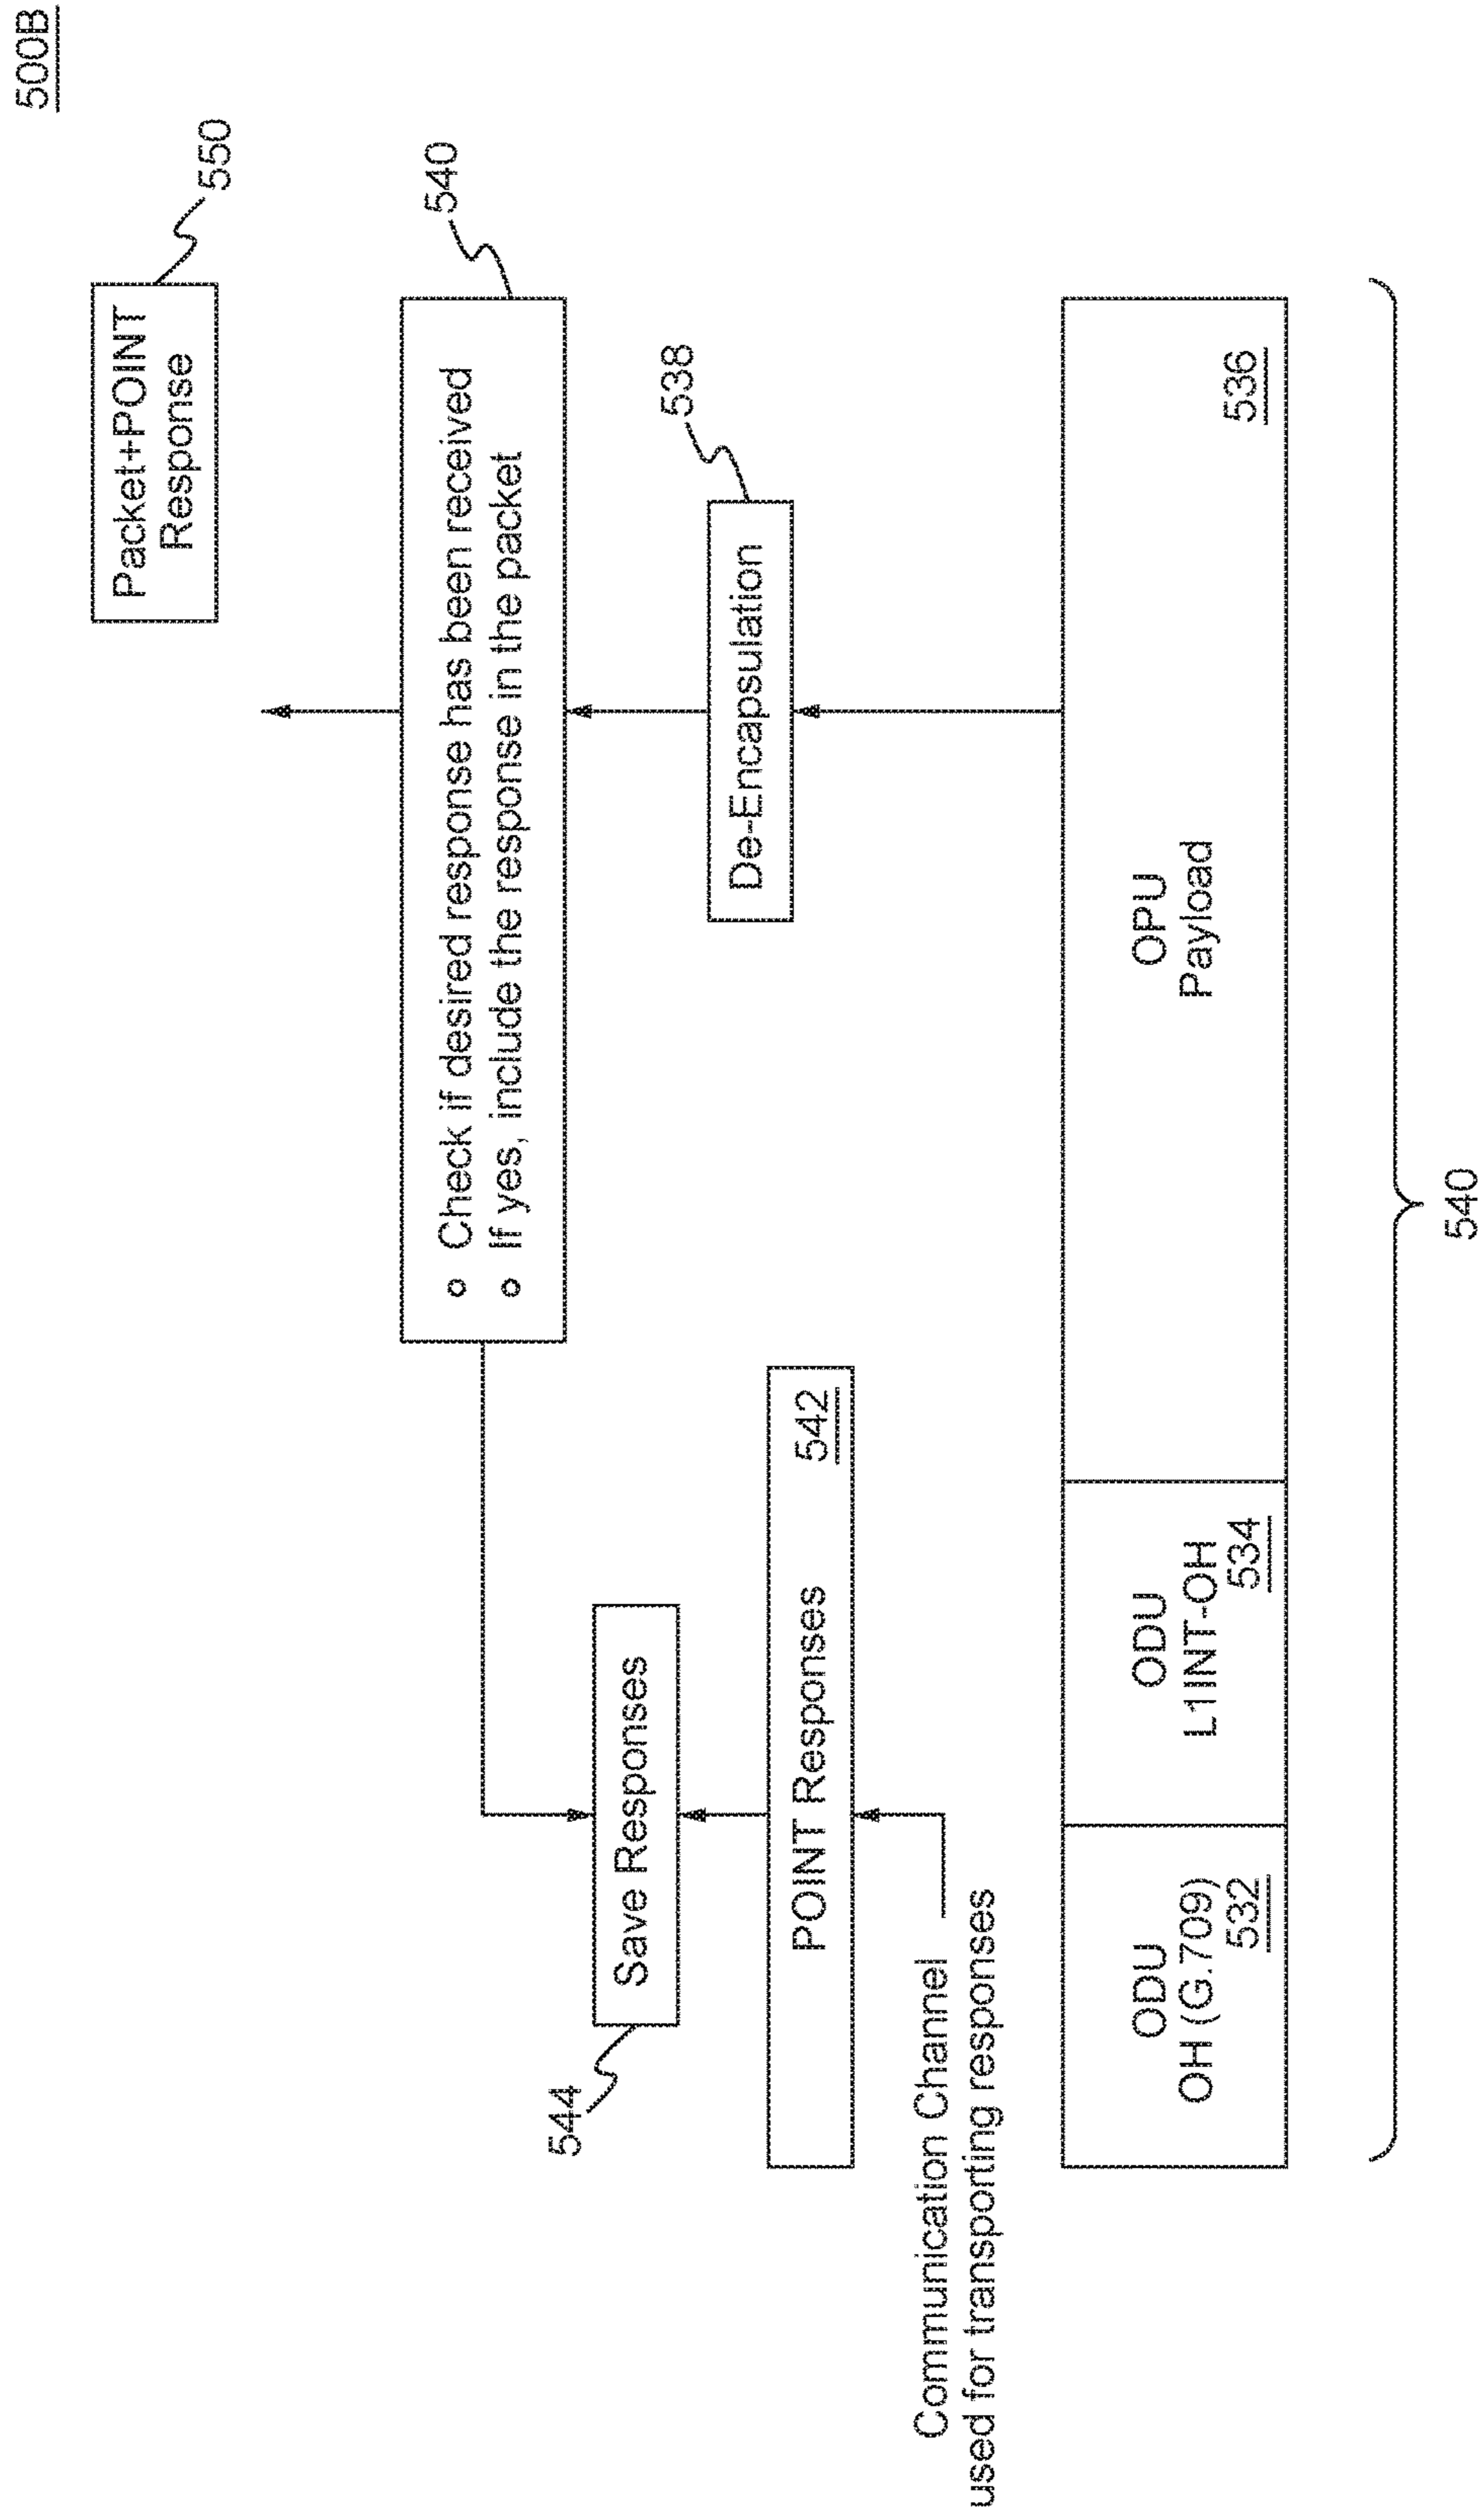 500B
Packet+POINT
Response
550
540
o Check if desired response has been received
o If yes, include the response in the packet
538
De-Encapsulation
544
Save Responses
POINT Responses
542
Communication Channel
used for transporting responses
ODU
OH (G.709)
532
ODU
L1INT-OH
534
OPU
Payload
536
540